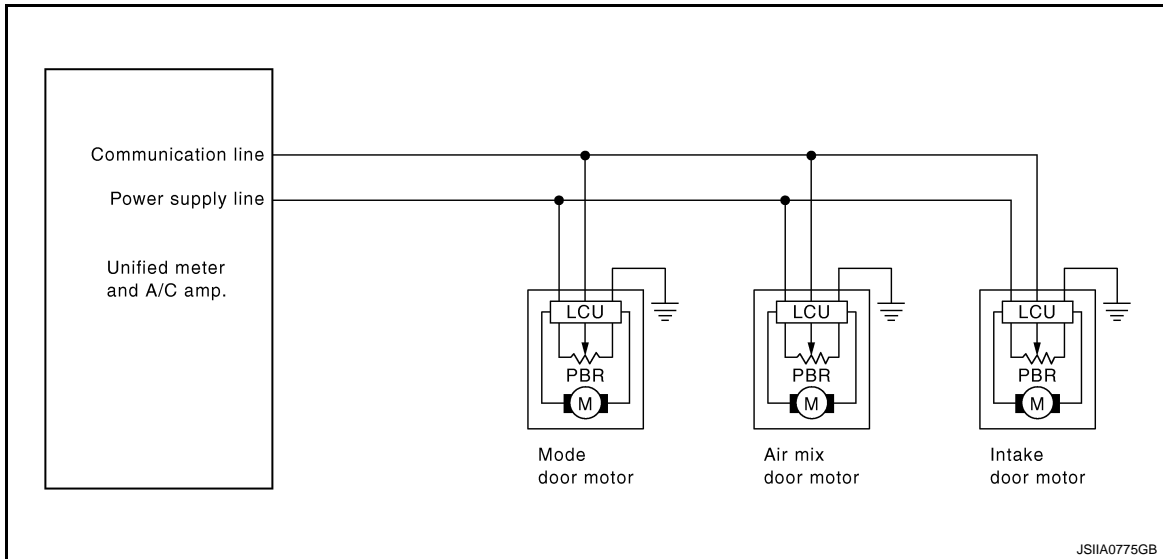 Communication line
Power supply line
Unified meter
and A/C amp.
LCU
PBR
M
Mode
door motor
LCU
PBR
M
Air mix
door motor
LCU
PBR
M
Intake
door motor
JSIIA0775GB